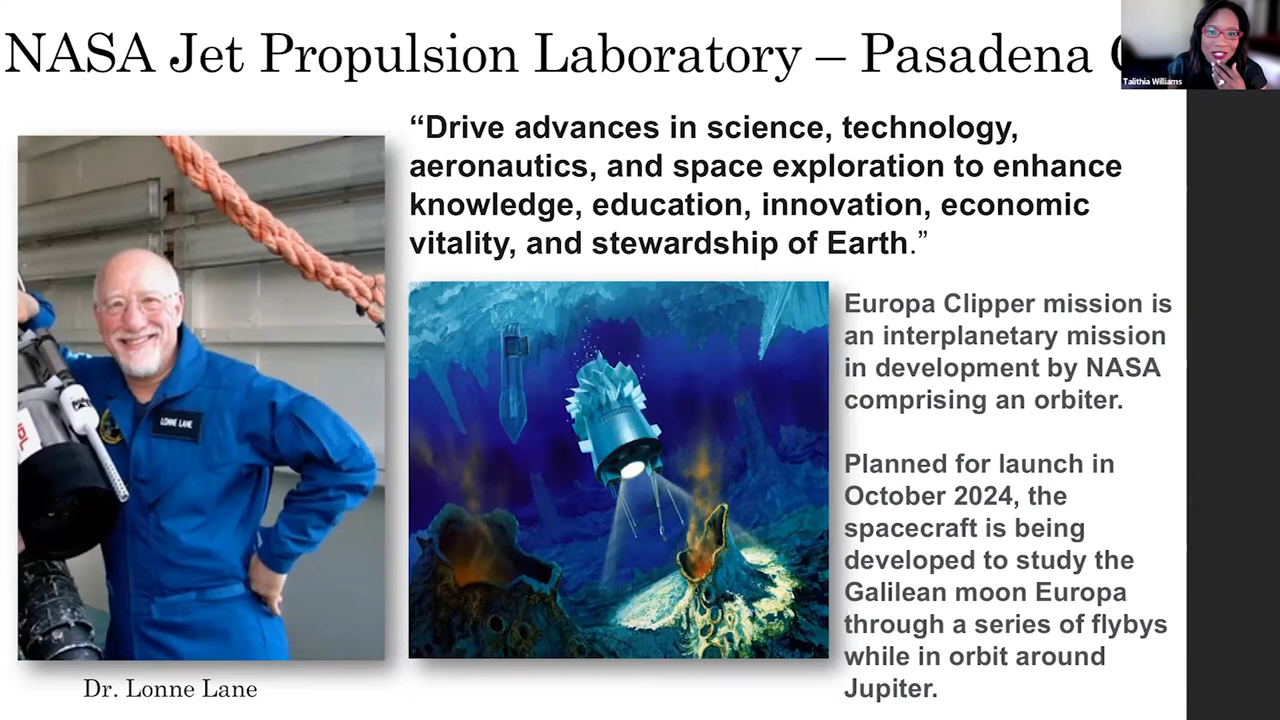 NASA Jet Propulsion Laboratory – Pasadena
Talithia Williams
“Drive advances in science, technology,
aeronautics, and space exploration to enhance
knowledge, education, innovation, economic
vitality, and stewardship of Earth.”
LONNE LANE
Europa Clipper mission is
an interplanetary mission
in development by NASA
comprising an orbiter.
Planned for launch in
October 2024, the
spacecraft is being
developed to study the
Galilean moon Europa
through a series of flybys
while in orbit around
Jupiter.
Dr. Lonne Lane